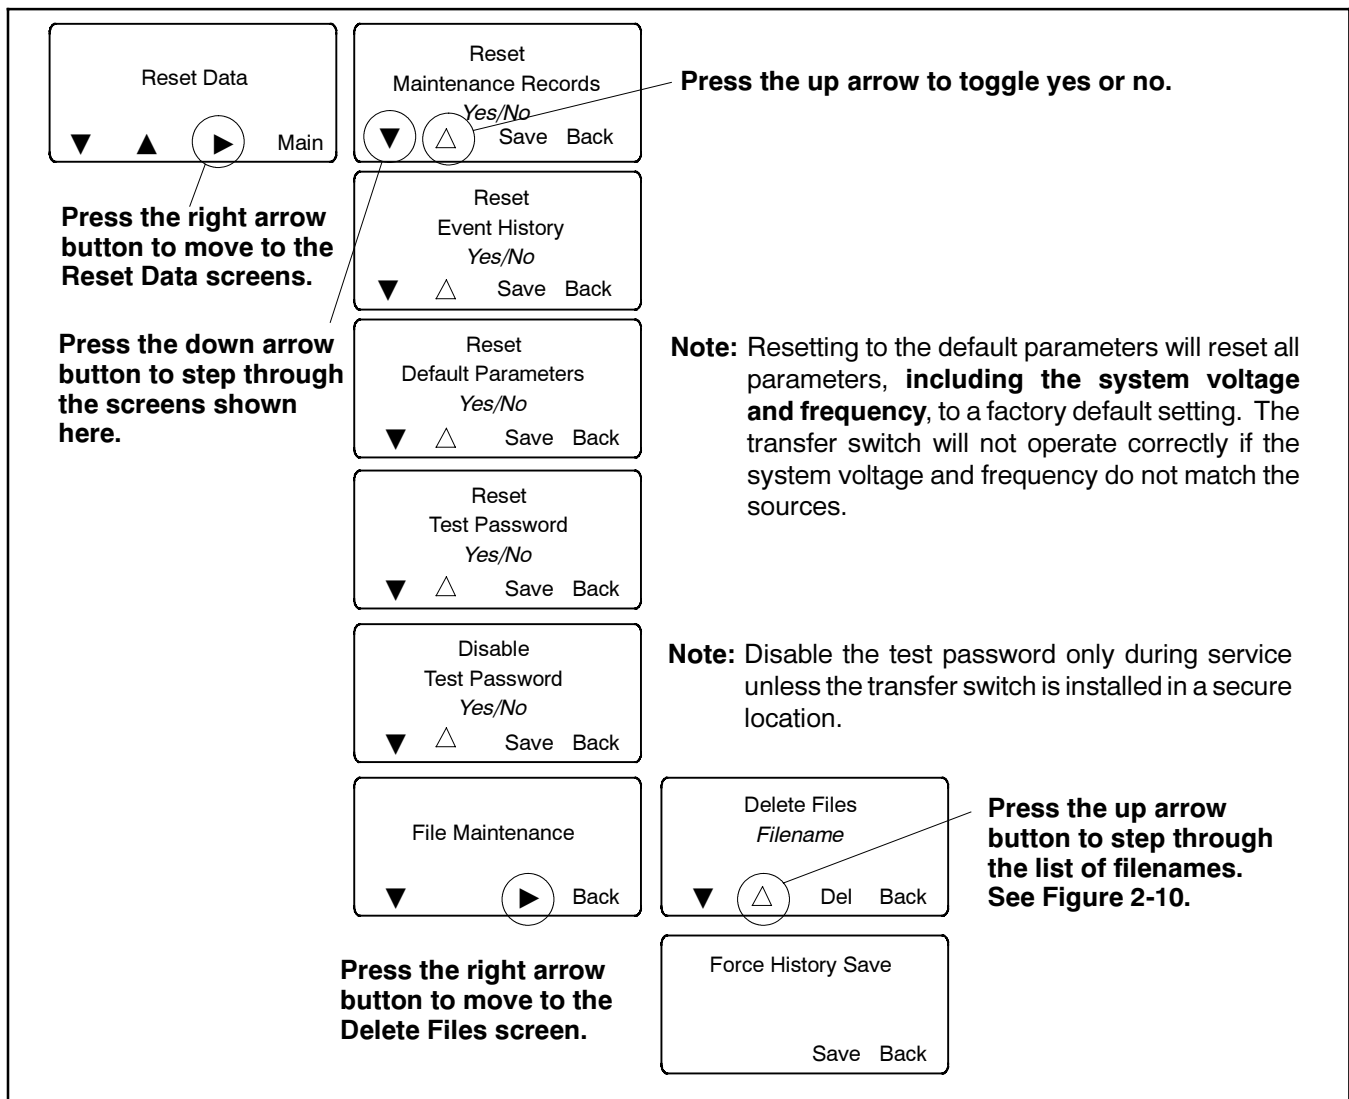 Reset Data
▼ ▲ ▶ Main
Press the right arrow
button to move to the
Reset Data screens.
Press the down arrow
button to step through
the screens shown
here.
Reset
Maintenance Records
Yes/No
▼ △ Save Back
Press the up arrow to toggle yes or no.
Reset
Event History
Yes/No
▼ △ Save Back
Reset
Default Parameters
Yes/No
▼ △ Save Back
Note: Resetting to the default parameters will reset all
parameters, including the system voltage
and frequency, to a factory default setting. The
transfer switch will not operate correctly if the
system voltage and frequency do not match the
sources.
Reset
Test Password
Yes/No
▼ △ Save Back
Disable
Test Password
Yes/No
▼ △ Save Back
Note: Disable the test password only during service
unless the transfer switch is installed in a secure
location.
File Maintenance
▼ ▶ Back
Press the right arrow
button to move to the
Delete Files screen.
Delete Files
Filename
▼ △ Del Back
Press the up arrow
button to step through
the list of filenames.
See Figure 2-10.
Force History Save
Save Back